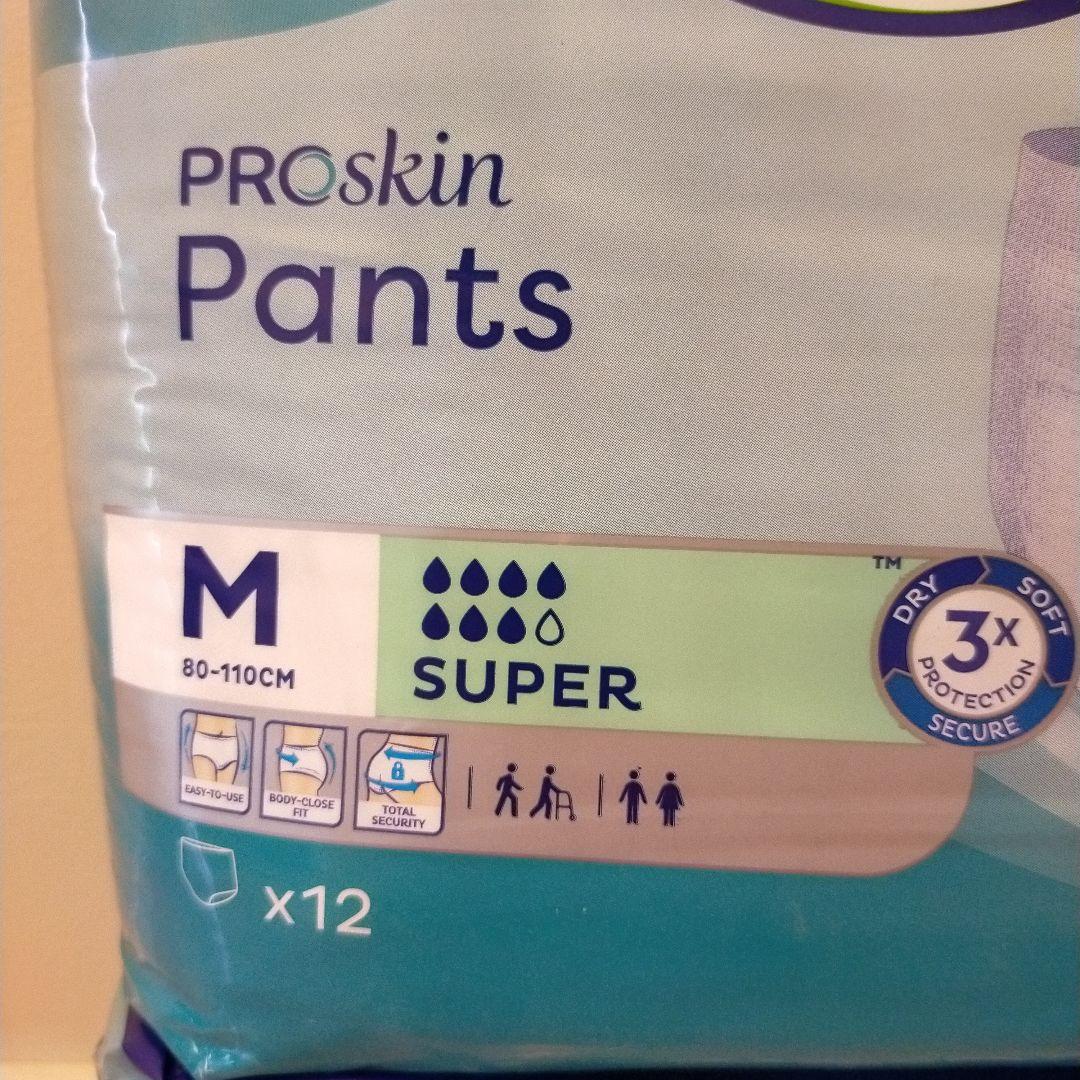 PROskin
Pants
M
80-110CM
SUPER
TM
DRY
SOFT
3x
PROTECTION
SECURE
EASY-TO-USE
BODY-CLOSE
FIT
TOTAL
SECURITY
x12